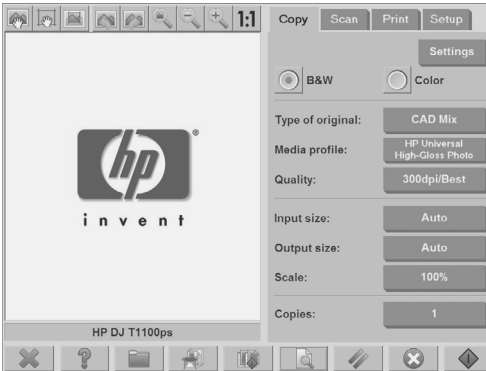 1:1
Copy
Scan
Print
Setup
Settings
B&W
Color
Type of original:
CAD Mix
Media profile:
HP Universal
High-Gloss Photo
Quality:
300dpi/Best
Input size:
Auto
Output size:
Auto
Scale:
100%
Copies:
1
hp
®
invent
HP DJ T1100ps
?